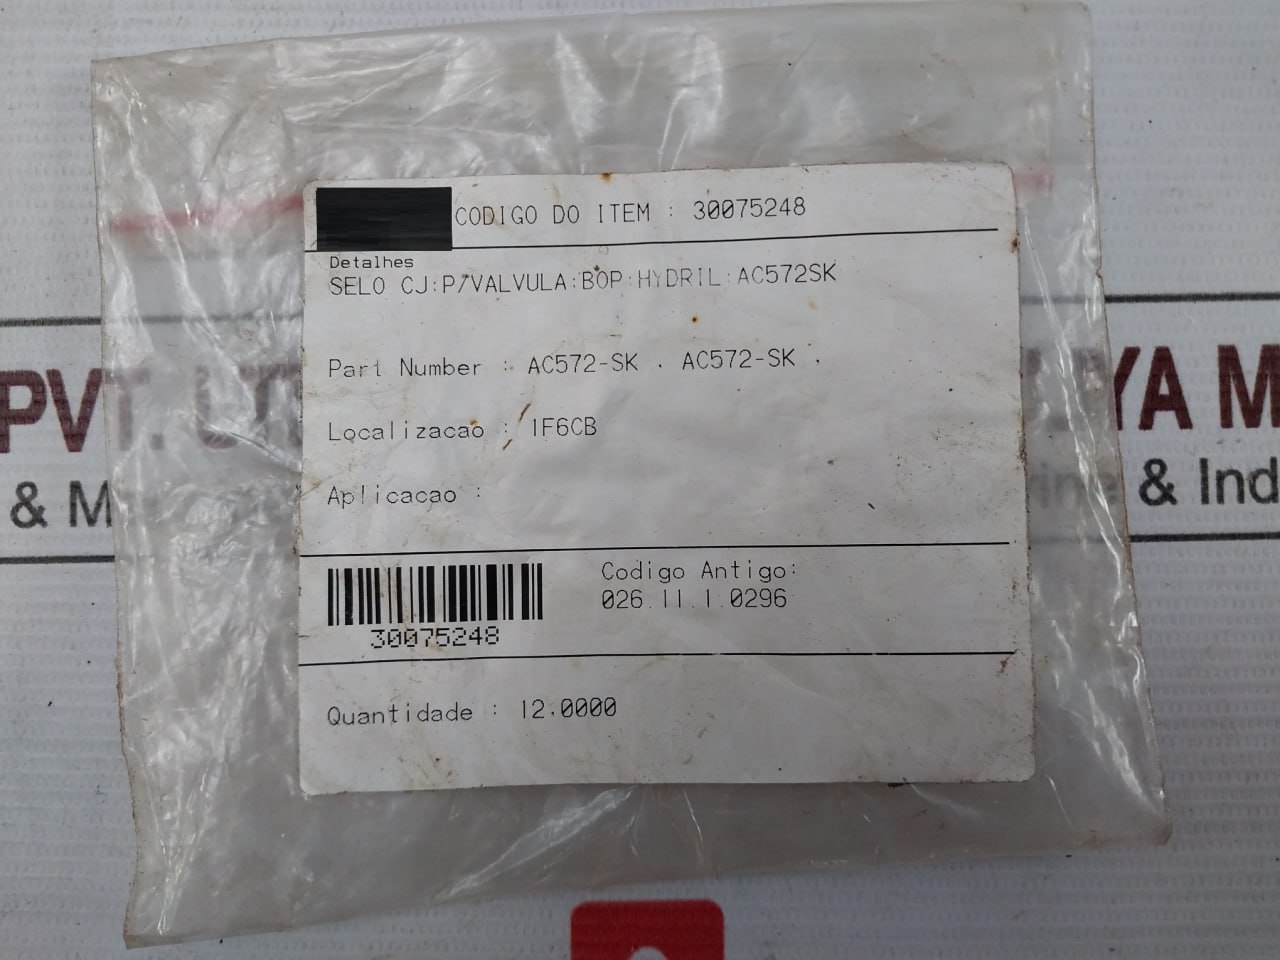 CODIGO DO ITEM : 30075248
Detalhes
SELO CJ:P/VALVULA:BOP:HYDRIL:AC572SK
Part Number : AC572-SK . AC572-SK .
Localizacao : 1F6CB
Aplicacao :
Codigo Antigo:
026.11.1.0296
30075248
Quantidade : 12.0000
PVT.
YA M
& M
& Ind